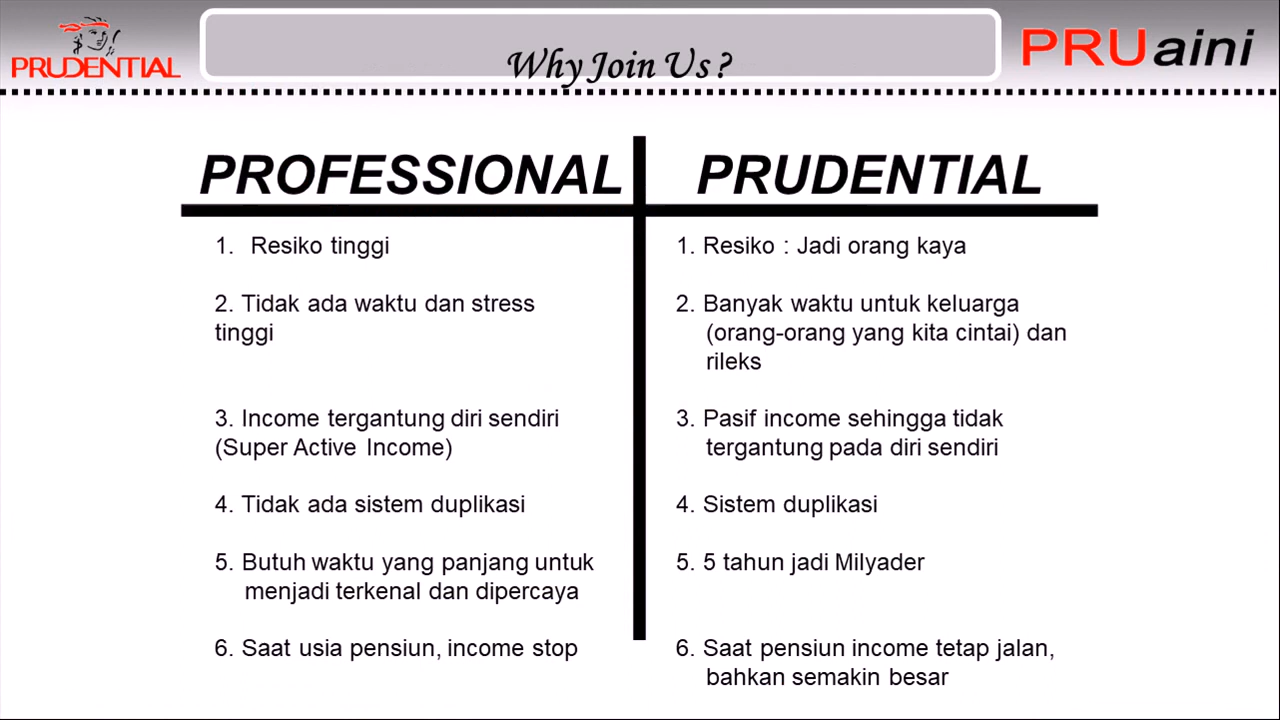 PRUDENTIAL
Why Join Us ?
PRUaini
PROFESSIONAL
1. Resiko tinggi
2. Tidak ada waktu dan stress
tinggi
3. Income tergantung diri sendiri
(Super Active Income)
4. Tidak ada sistem duplikasi
5. Butuh waktu yang panjang untuk
menjadi terkenal dan dipercaya
6. Saat usia pensiun, income stop
PRUDENTIAL
1. Resiko : Jadi orang kaya
2. Banyak waktu untuk keluarga
(orang-orang yang kita cintai) dan
rileks
3. Pasif income sehingga tidak
tergantung pada diri sendiri
4. Sistem duplikasi
5. 5 tahun jadi Milyader
6. Saat pensiun income tetap jalan,
bahkan semakin besar